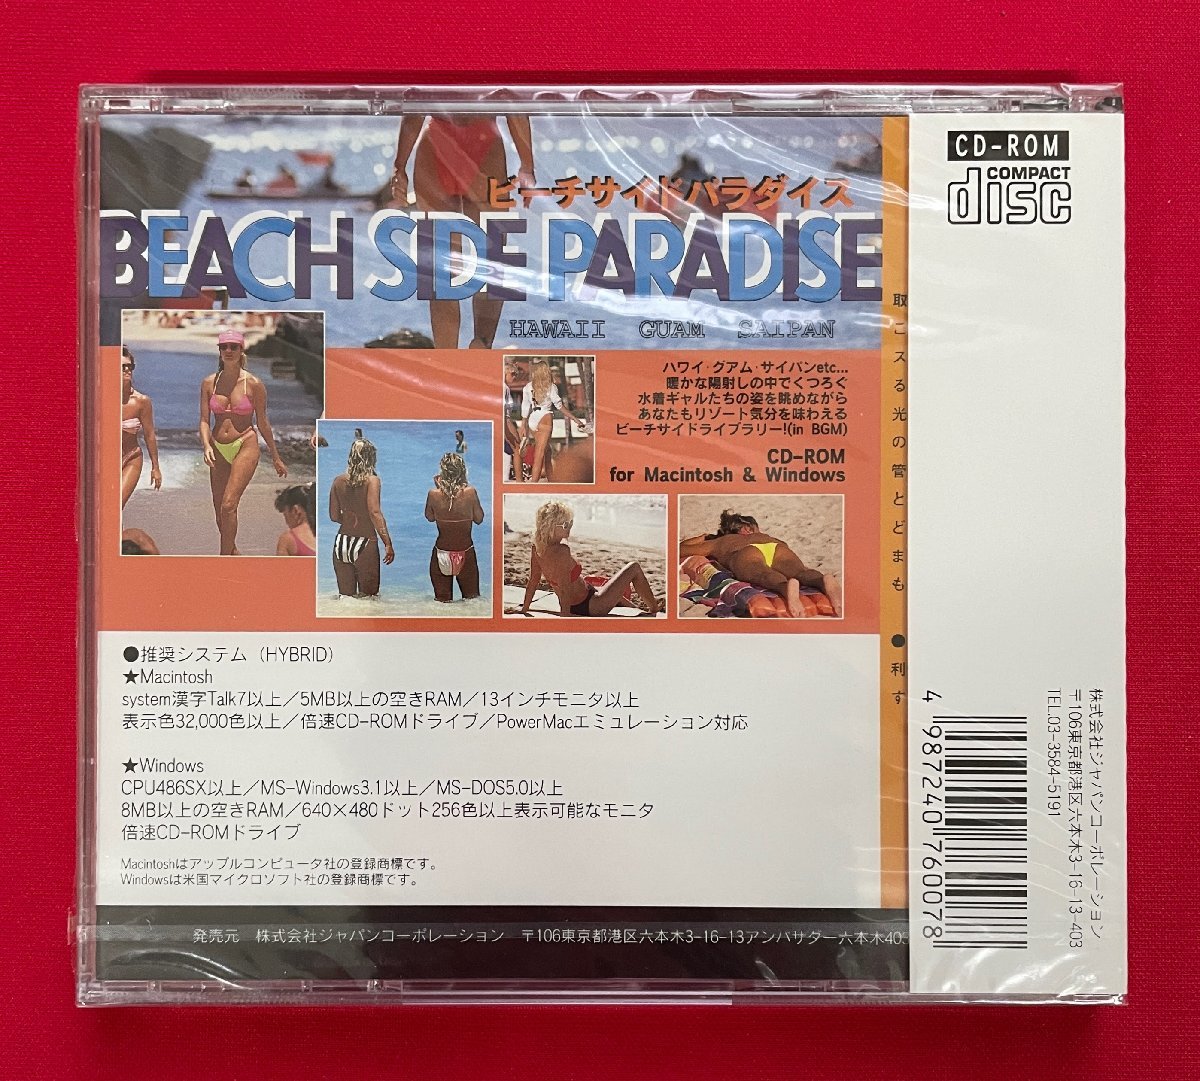 ビーチサイドパラダイス
BEACH SIDE PARADISE
HAWAII GUAM SAIPAN
ハワイ・グアム・サイパンetc...
暖かな陽射しの中でくつろぐ
水着ギャルたちの姿を眺めながら
あなたもリゾート気分を味わえる
ビーチサイドライブラリー!(in BGM)
CD-ROM
for Macintosh & Windows
●推奨システム (HYBRID)
★Macintosh
system漢字Talk7以上/5MB以上の空きRAM/13インチモニタ以上
表示色32,000色以上/倍速CD-ROMドライブ/PowerMacエミュレーション対応
★Windows
CPU486SX以上/MS-Windows3.1以上/MS-DOS5.0以上
8MB以上の空きRAM/640×480ドット256色以上表示可能なモニタ
倍速CD-ROMドライブ
Macintoshはアップルコンピュータ社の登録商標です。
Windowsは米国マイクロソフト社の登録商標です。
発売元 株式会社ジャパンコーポレーション 〒106東京都港区六本木3-16-13アンバサダー六本木403
CD-ROM
COMPACT
disc
取こスる光の管とどまも ●利す
株式会社ジャパンコーポレーション
〒106東京都港区六本木3-16-13-403
TEL.03-3584-5191
4 987240 760078